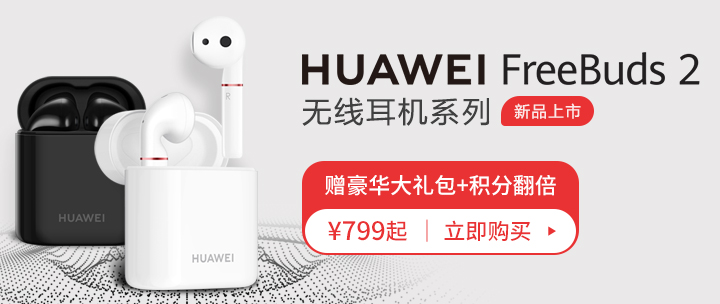 HUAWEI FreeBuds 2
无线耳机系列 新品上市
赠豪华大礼包+积分翻倍
¥799起 | 立即购买
HUAWEI
HUAWEI
R